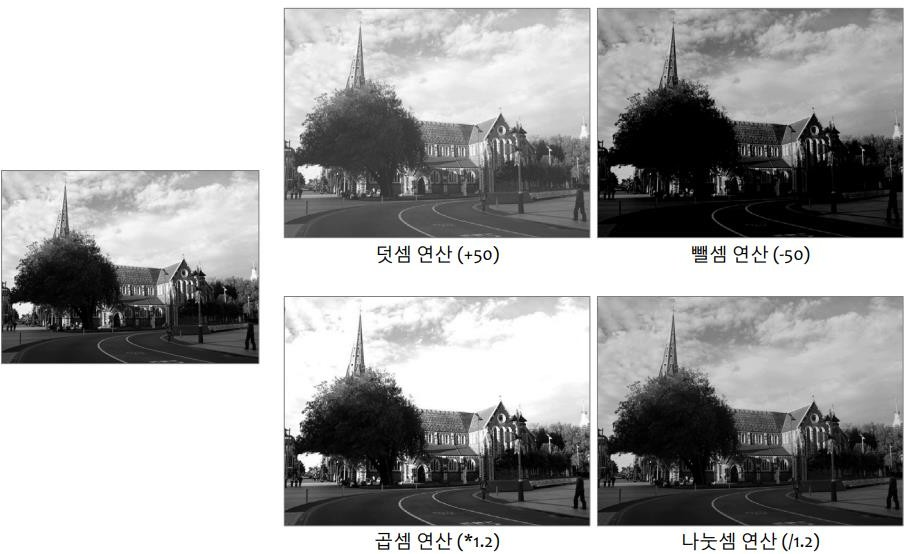 덧셈 연산 (+50)
뺄셈 연산 (-50)
곱셈 연산 (*1.2)
나눗셈 연산 (/1.2)